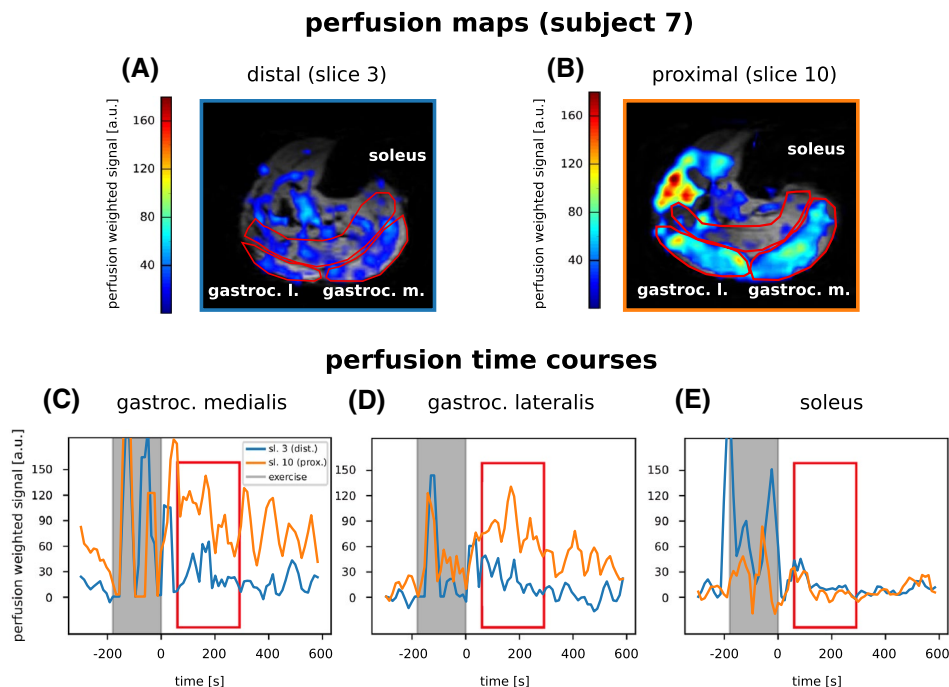 perfusion maps (subject 7)
(A)
distal (slice 3)
(B)
proximal (slice 10)
perfusion weighted signal [a.u.]
160
120
80
40
soleus
gastroc. l. gastroc. m.
perfusion weighted signal [a.u.]
160
120
80
40
soleus
gastroc. l. gastroc. m.
perfusion time courses
(C)
gastroc. medialis
(D)
gastroc. lateralis
(E)
soleus
perfusion weighted signal [a.u.]
150
120
90
60
30
0
sl. 3 (dist.)
sl. 10 (prox.)
exercise
-200 0 200 400 600
time [s]
150
120
90
60
30
0
-200 0 200 400 600
time [s]
150
120
90
60
30
0
-200 0 200 400 600
time [s]